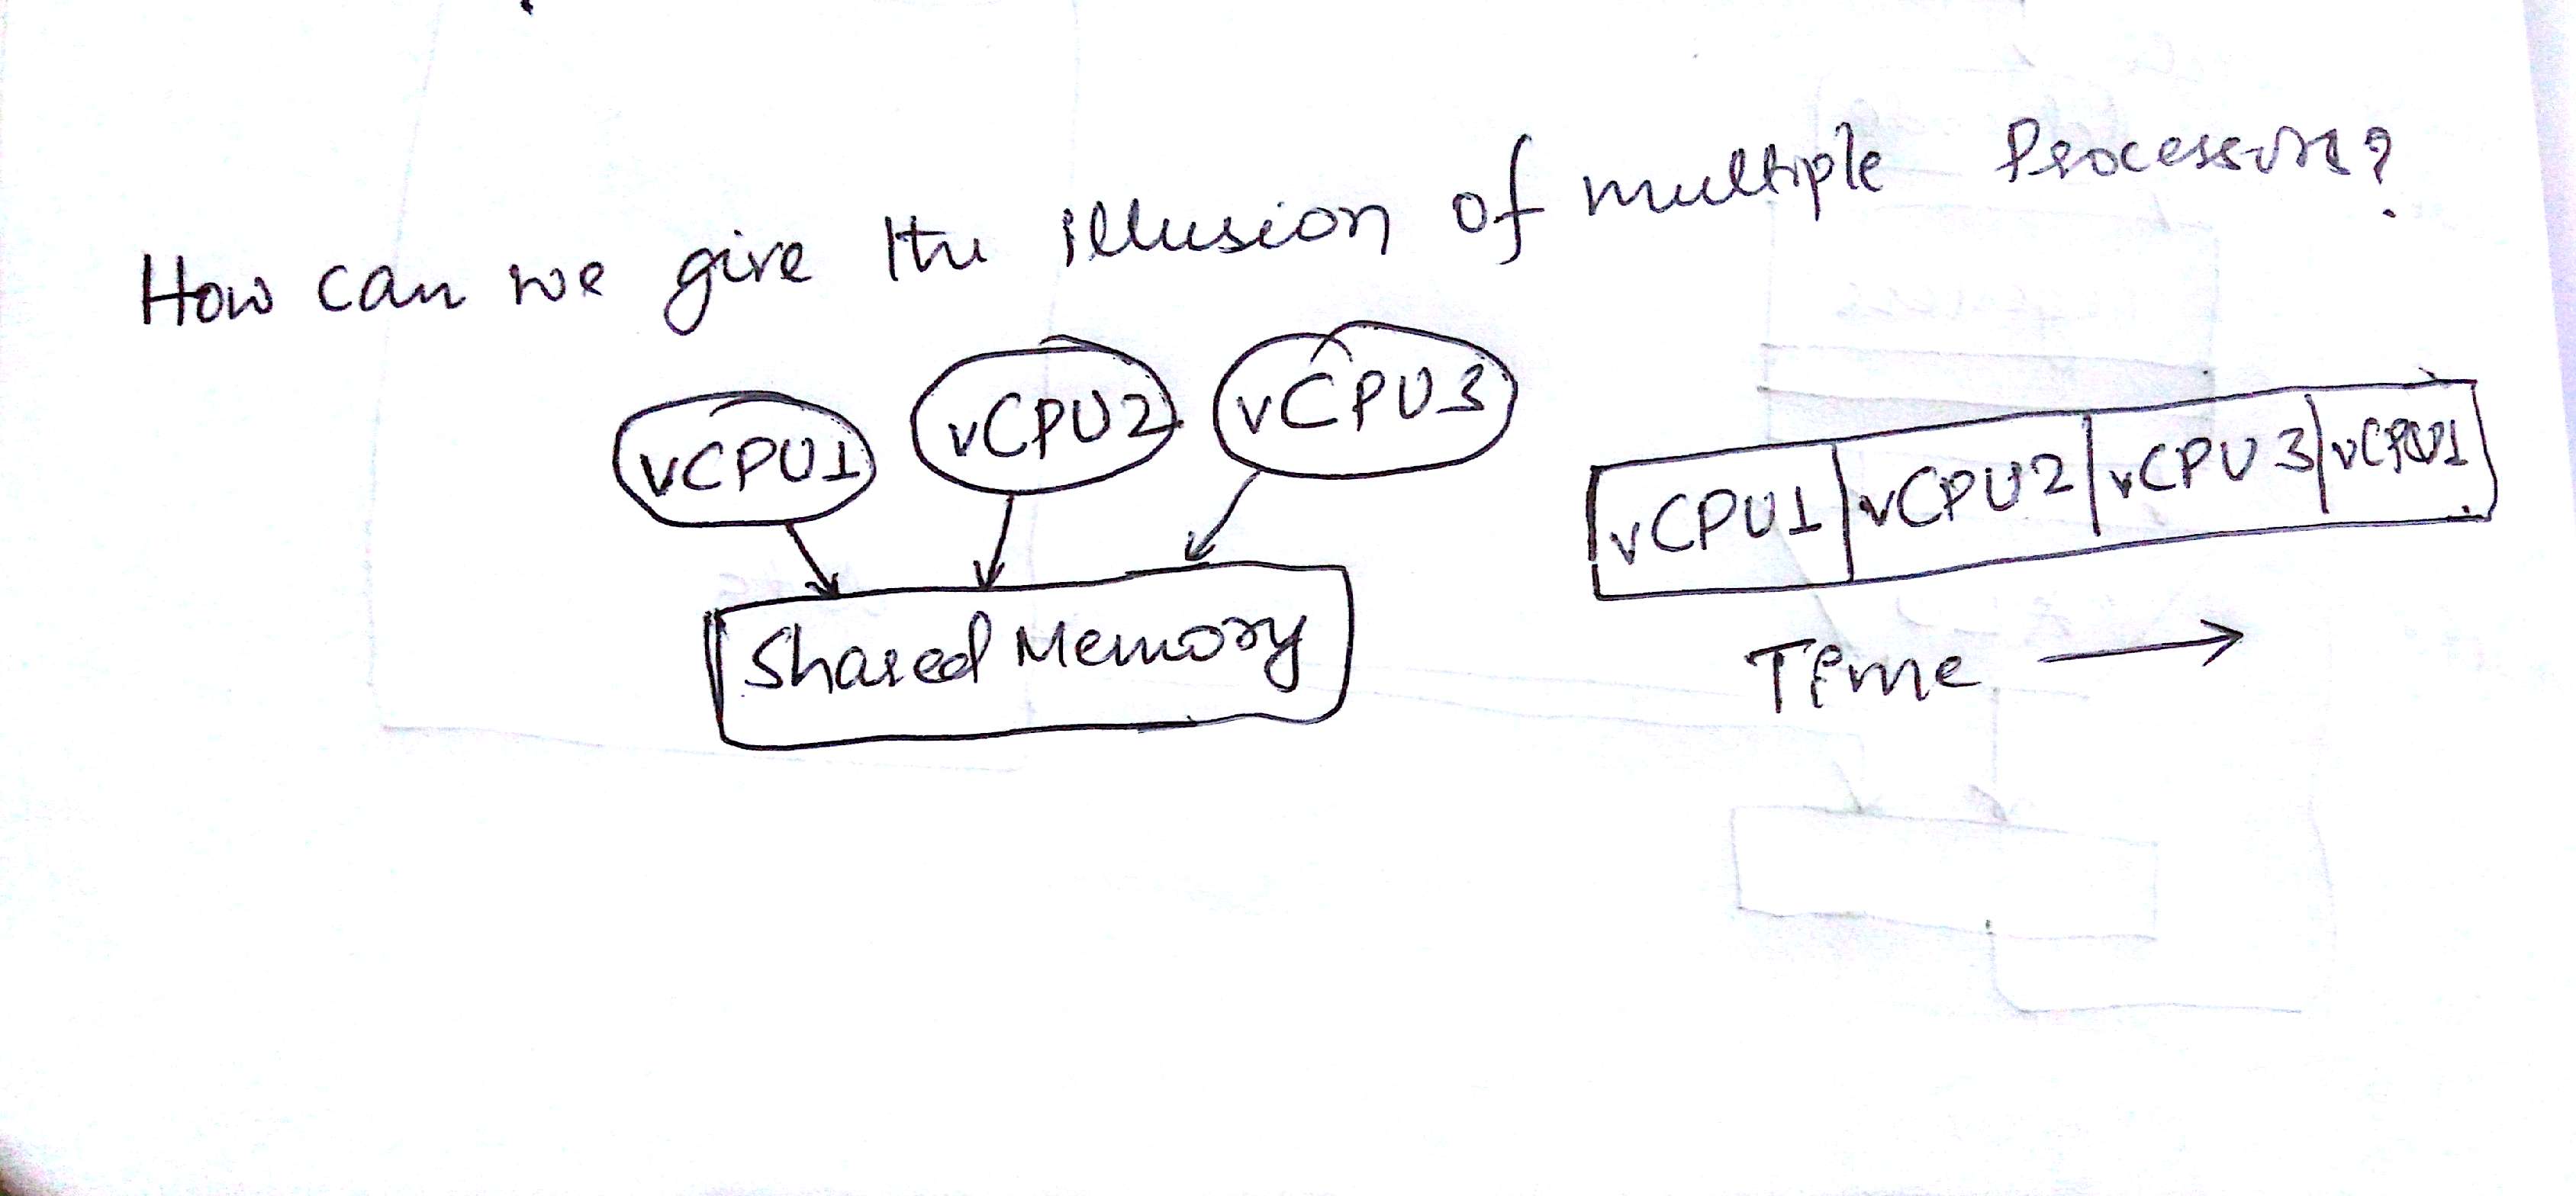 How can we give the illusion of multiple Processors?
vCPU1 vCPU2 vCPU3
Shared Memory
vCPU1 vCPU2 vCPU3 vCPU1
Time